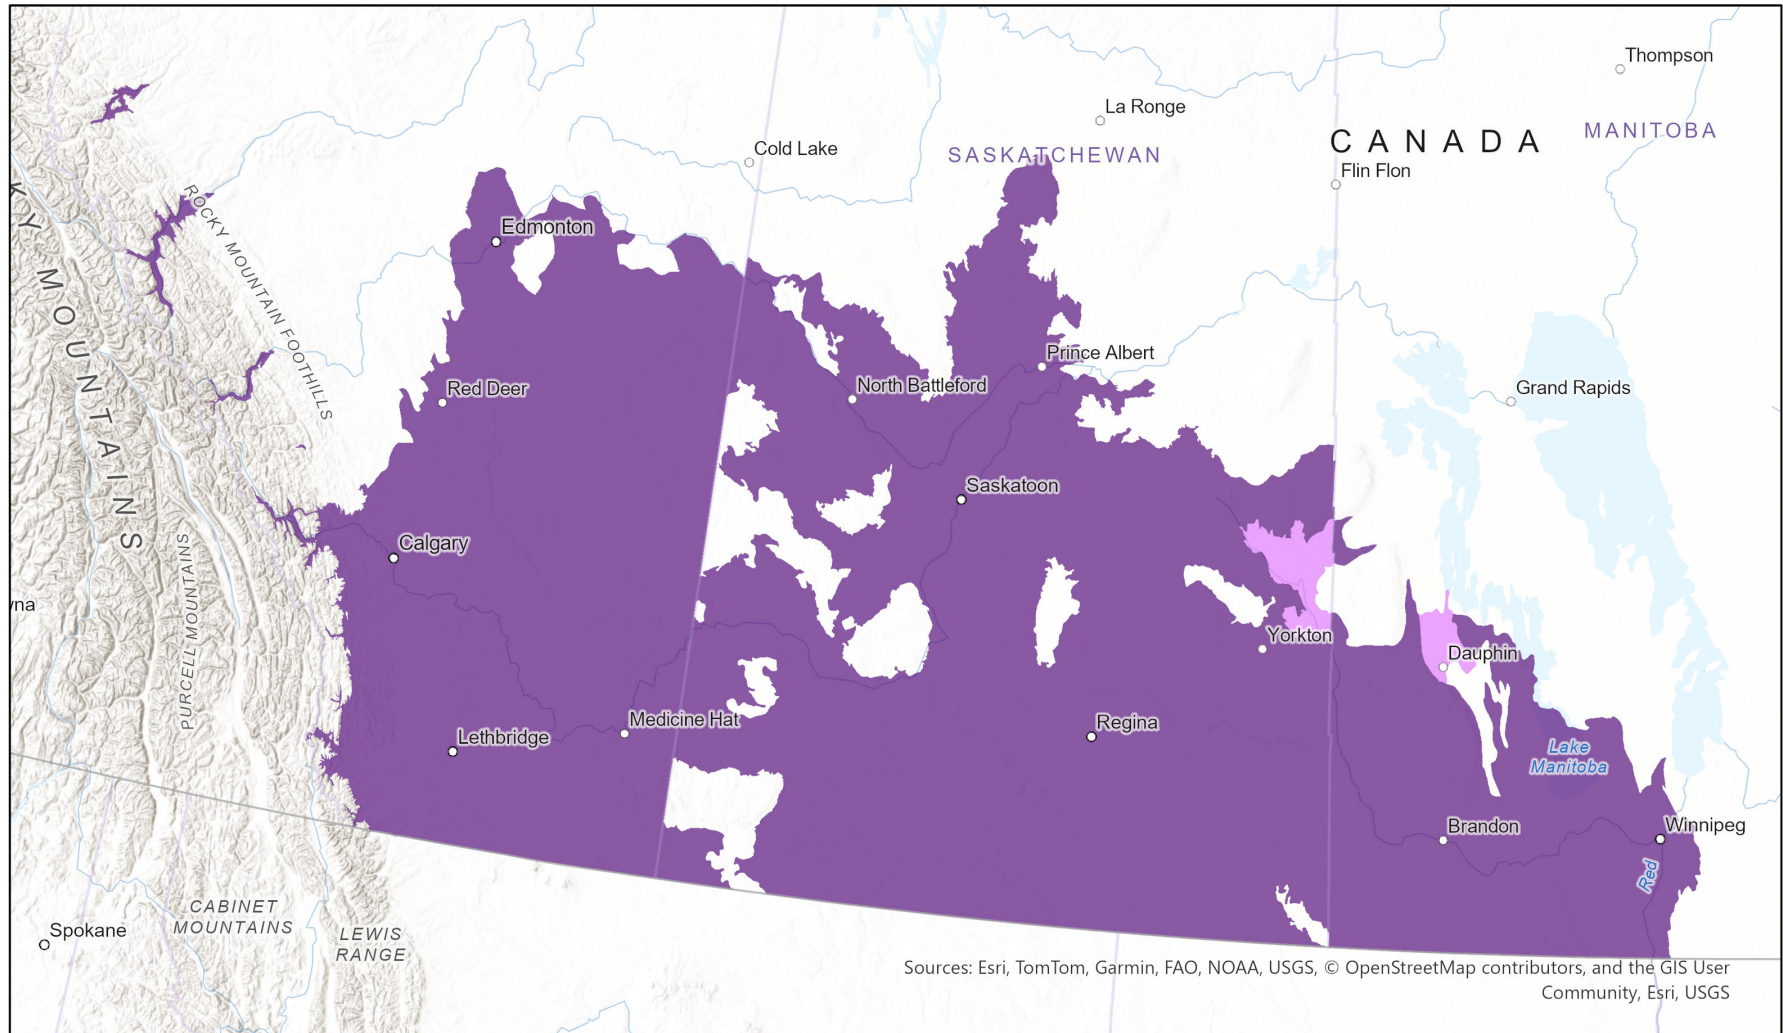 Thompson
La Ronge
MANITOBA
CANADA
Cold Lake
SASKATCHEWAN
Flin Flon
ROCKY MOUNTAIN FOOTHILLS
KY MOUNTAINS
Edmonton
Prince Albert
Red Deer
North Battleford
Grand Rapids
Saskatoon
Calgary
PURCELL MOUNTAINS
vna
Yorkton
Dauphin
Medicine Hat
Regina
Lethbridge
Lake
Manitoba
Brandon
Winnipeg
Red
CABINET
MOUNTAINS
Spokane
LEWIS
RANGE
Sources: Esri, TomTom, Garmin, FAO, NOAA, USGS, © OpenStreetMap contributors, and the GIS User
Community, Esri, USGS